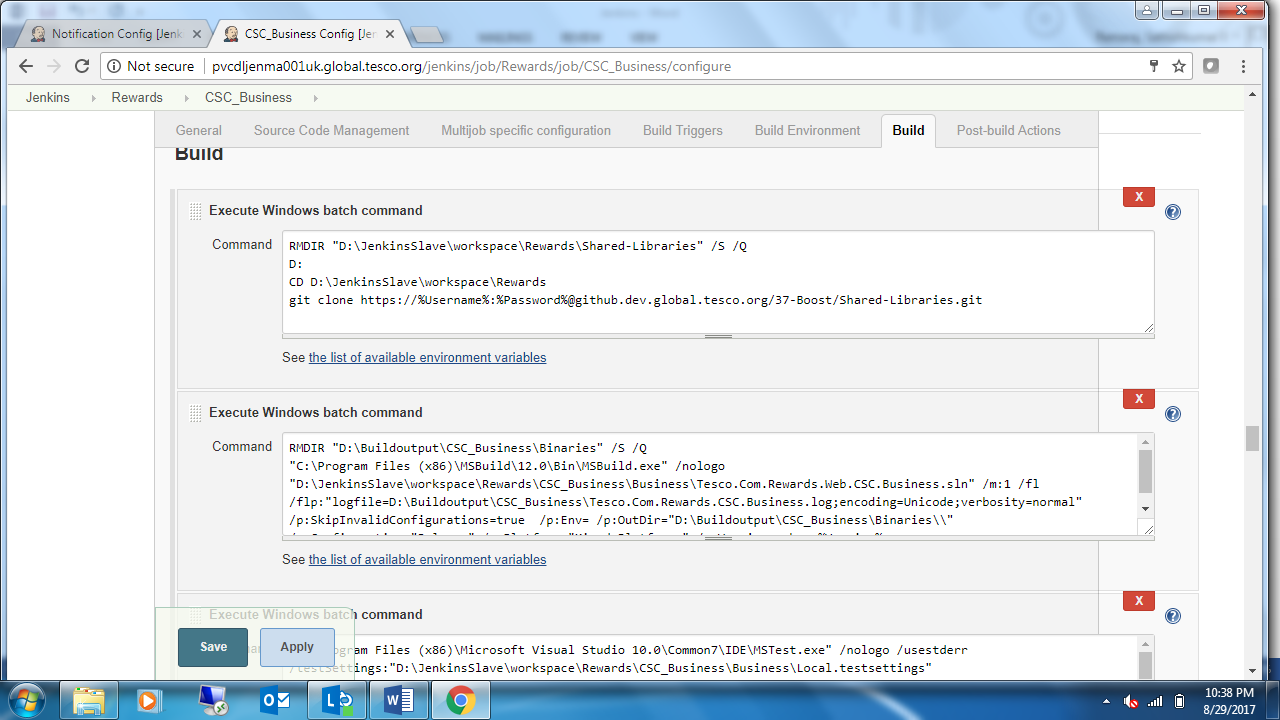 Notification Config [Jenk
CSC_Business Config [Jen
Not secure
pvcdljenma001uk.global.tesco.org/jenkins/job/Rewards/job/CSC_Business/configure
Jenkins
Rewards
CSC_Business
General
Source Code Management
Multijob specific configuration
Build Triggers
Build Environment
Build
Post-build Actions
Build
X
Execute Windows batch command
Command
RMDIR "D:\JenkinsSlave\workspace\Rewards\Shared-Libraries" /S /Q
D:
CD D:\JenkinsSlave\workspace\Rewards
git clone https://%Username%:%Password%@github.dev.global.tesco.org/37-Boost/Shared-Libraries.git
See the list of available environment variables
X
Execute Windows batch command
Command
RMDIR "D:\Buildoutput\CSC_Business\Binaries" /S /Q
"C:\Program Files (x86)\MSBuild\12.0\Bin\MSBuild.exe" /nologo
"D:\JenkinsSlave\workspace\Rewards\CSC_Business\Business\Tesco.Com.Rewards.Web.CSC.Business.sln" /m:1 /fl
/flp:"logfile=D:\Buildoutput\CSC_Business\Tesco.Com.Rewards.CSC.Business.log;encoding=Unicode;verbosity=normal"
/p:SkipInvalidConfigurations=true  /p:Env= /p:OutDir="D:\Buildoutput\CSC_Business\Binaries\\"
See the list of available environment variables
X
Execute Windows batch command
Program Files (x86)\Microsoft Visual Studio 10.0\Common7\IDE\MSTest.exe" /nologo /usestderr
/testSettings:"D:\JenkinsSlave\workspace\Rewards\CSC_Business\Business\Local.testsettings"
Save
Apply
10:38 PM
8/29/2017